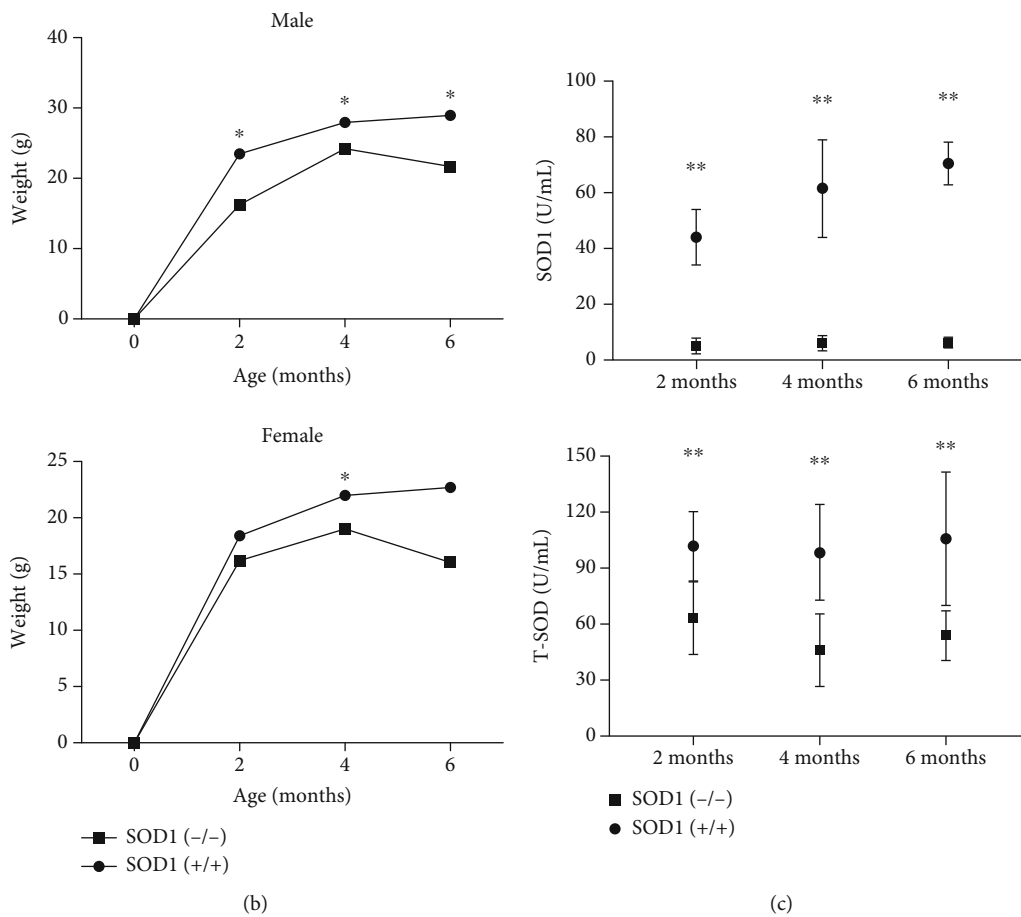 Male
40
30
20
10
0
Weight (g)
*
*
*
0
2
4
6
Age (months)
Female
25
20
15
10
5
0
Weight (g)
*
0
2
4
6
Age (months)
SOD1 (–/–)
SOD1 (+/+)
(b)
100
80
60
40
20
0
SOD1 (U/mL)
**
**
**
2 months
4 months
6 months
150
120
90
60
30
0
T-SOD (U/mL)
**
**
**
2 months
4 months
6 months
SOD1 (–/–)
SOD1 (+/+)
(c)